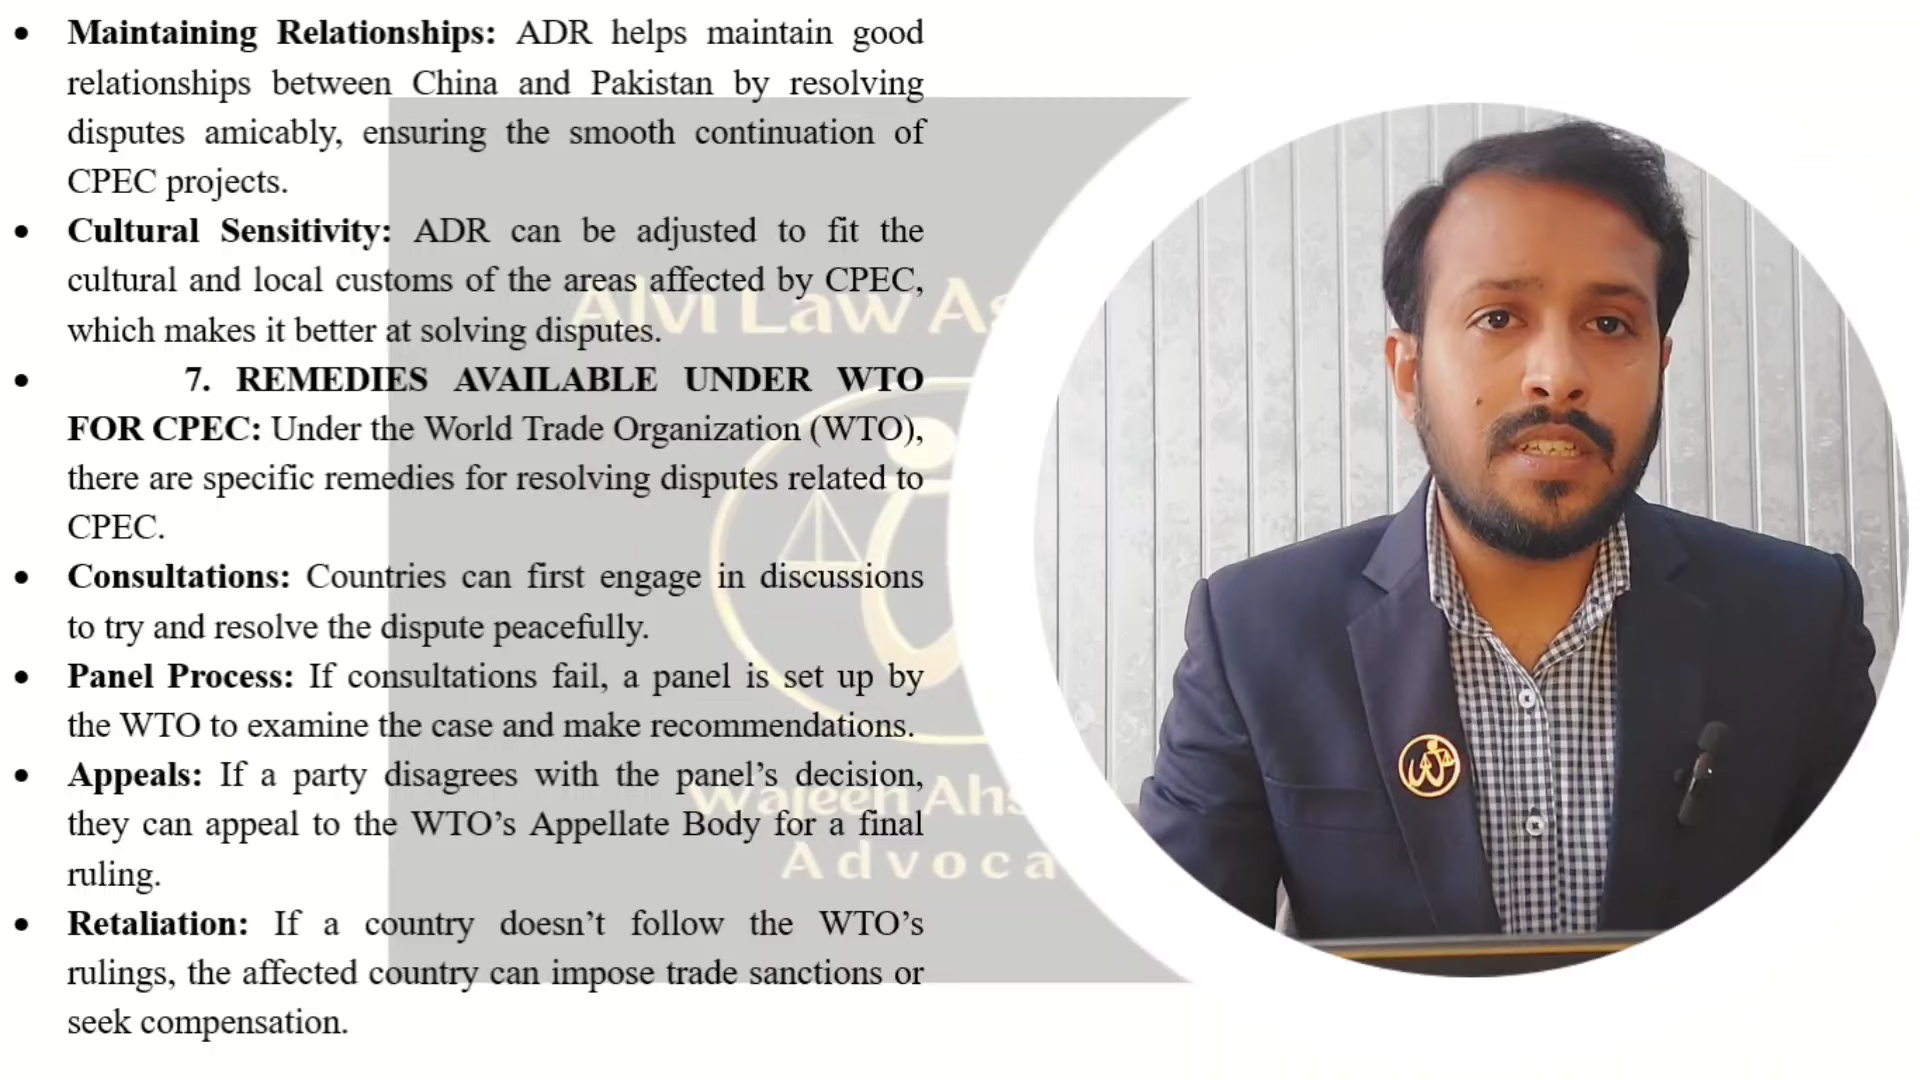 • Maintaining Relationships: ADR helps maintain good
relationships between China and Pakistan by resolving
disputes amicably, ensuring the smooth continuation of
CPEC projects.
• Cultural Sensitivity: ADR can be adjusted to fit the
cultural and local customs of the areas affected by CPEC,
which makes it better at solving disputes.
• 7. REMEDIES AVAILABLE UNDER WTO
FOR CPEC: Under the World Trade Organization (WTO),
there are specific remedies for resolving disputes related to
CPEC.
• Consultations: Countries can first engage in discussions
to try and resolve the dispute peacefully.
• Panel Process: If consultations fail, a panel is set up by
the WTO to examine the case and make recommendations.
• Appeals: If a party disagrees with the panel’s decision,
they can appeal to the WTO’s Appellate Body for a final
ruling.
• Retaliation: If a country doesn’t follow the WTO’s
rulings, the affected country can impose trade sanctions or
seek compensation.
Alvi Law As
Wajeeh Ahs
Advoca